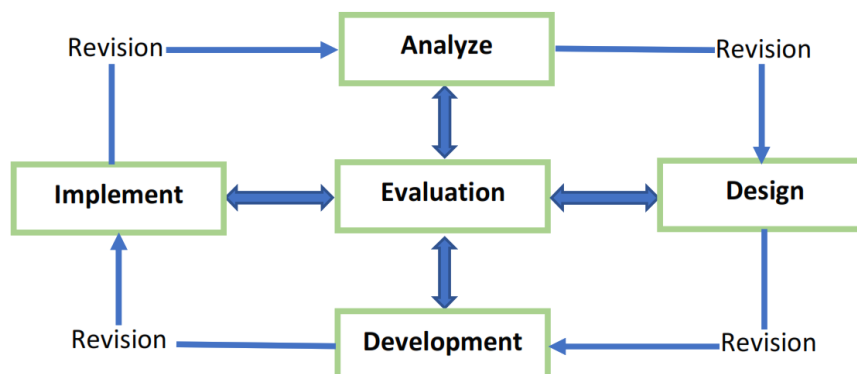 Revision
Analyze
Revision
Implement
Evaluation
Design
Revision
Development
Revision